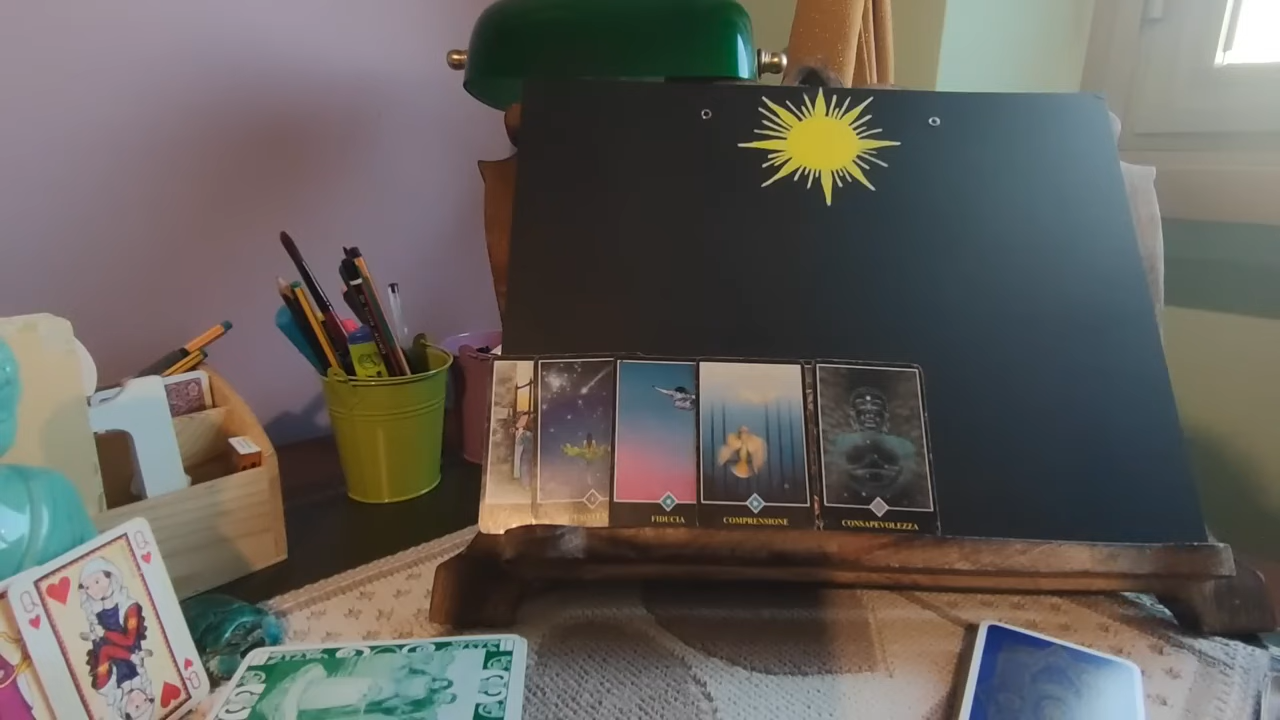 FIDUCIA
COMPRENSIONE
CONSAPEVOLEZZA
Q
Q
Q